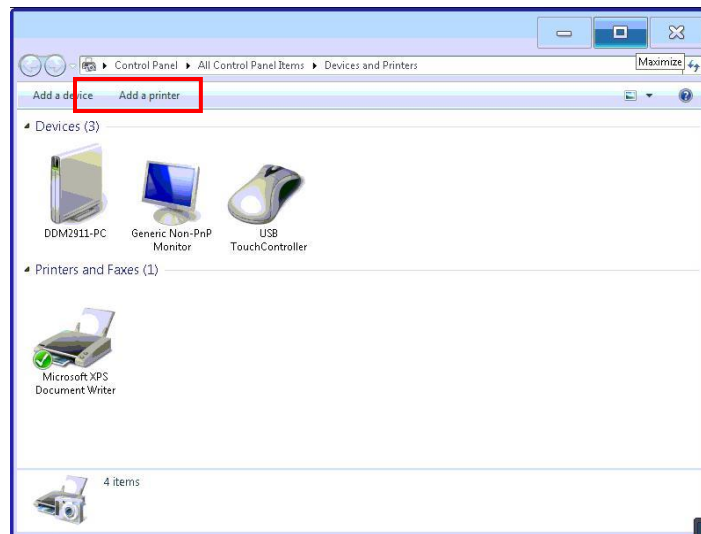 Control Panel ▸ All Control Panel Items ▸ Devices and Printers
Maximize
Add a device Add a printer
Devices (3)
DDM2911-PC
Generic Non-PnP
Monitor
USB
TouchController
Printers and Faxes (1)
Microsoft XPS
Document Writer
4 items